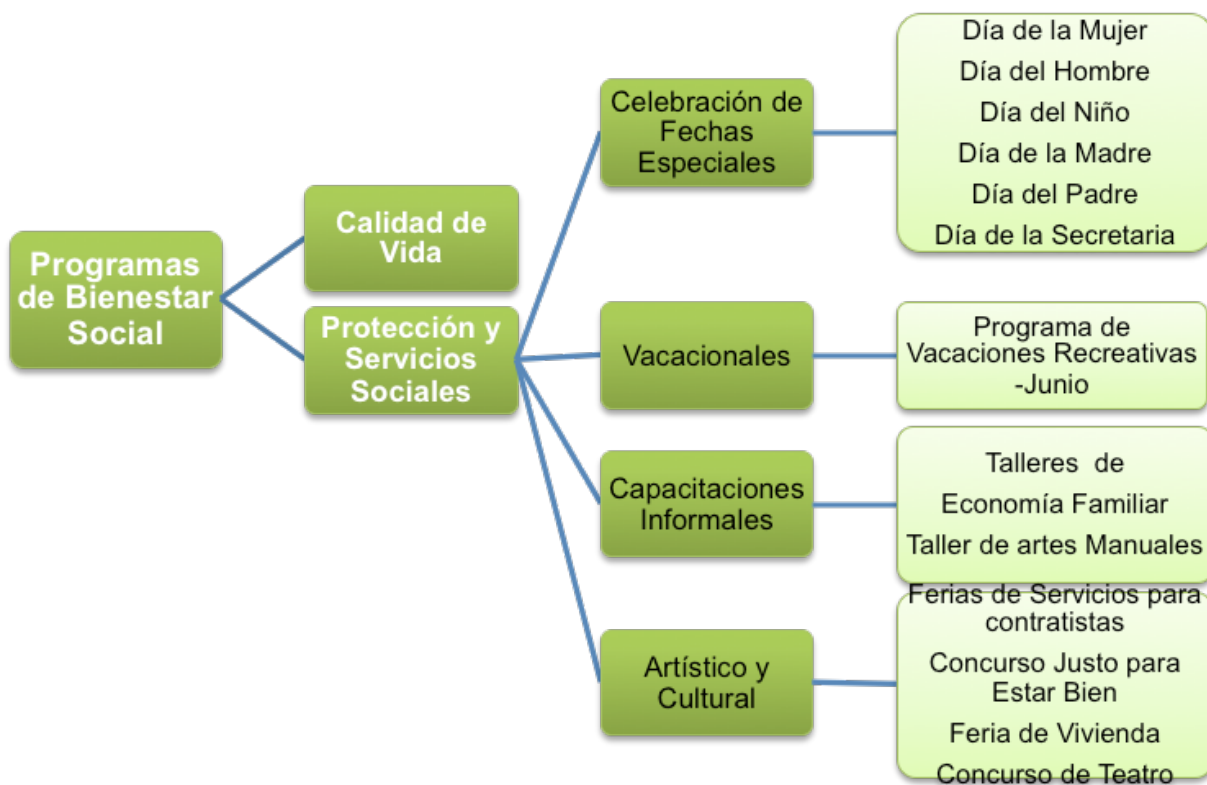 Programas
de Bienestar
Social
Calidad de
Vida
Protección y
Servicios
Sociales
Celebración de
Fechas
Especiales
Día de la Mujer
Día del Hombre
Día del Niño
Día de la Madre
Día del Padre
Día de la Secretaria
Vacacionales
Programa de
Vacaciones Recreativas
-Junio
Capacitaciones
Informales
Talleres de
Economía Familiar
Taller de artes Manuales
Artístico y
Cultural
Ferias de Servicios para
contratistas
Concurso Justo para
Estar Bien
Feria de Vivienda
Concurso de Teatro